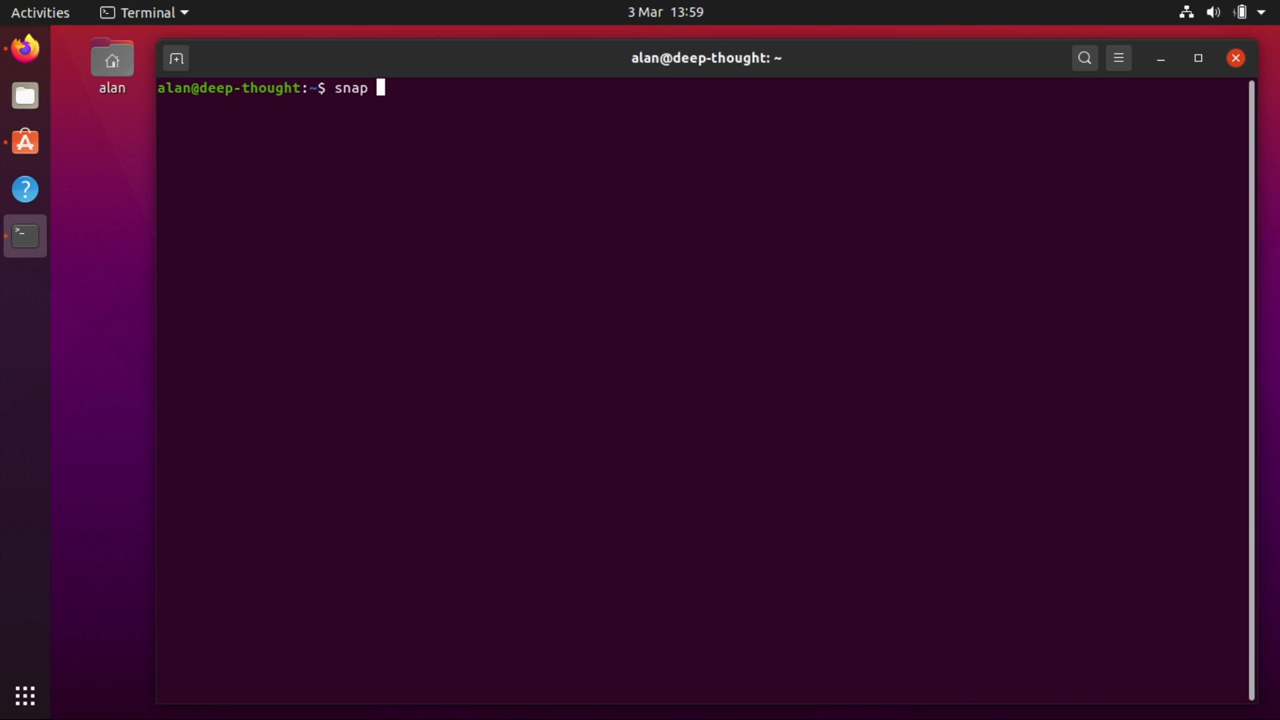 Activities Terminal 3 Mar 13:59
alan
alan@deep-thought: ~
alan@deep-thought:~$ snap